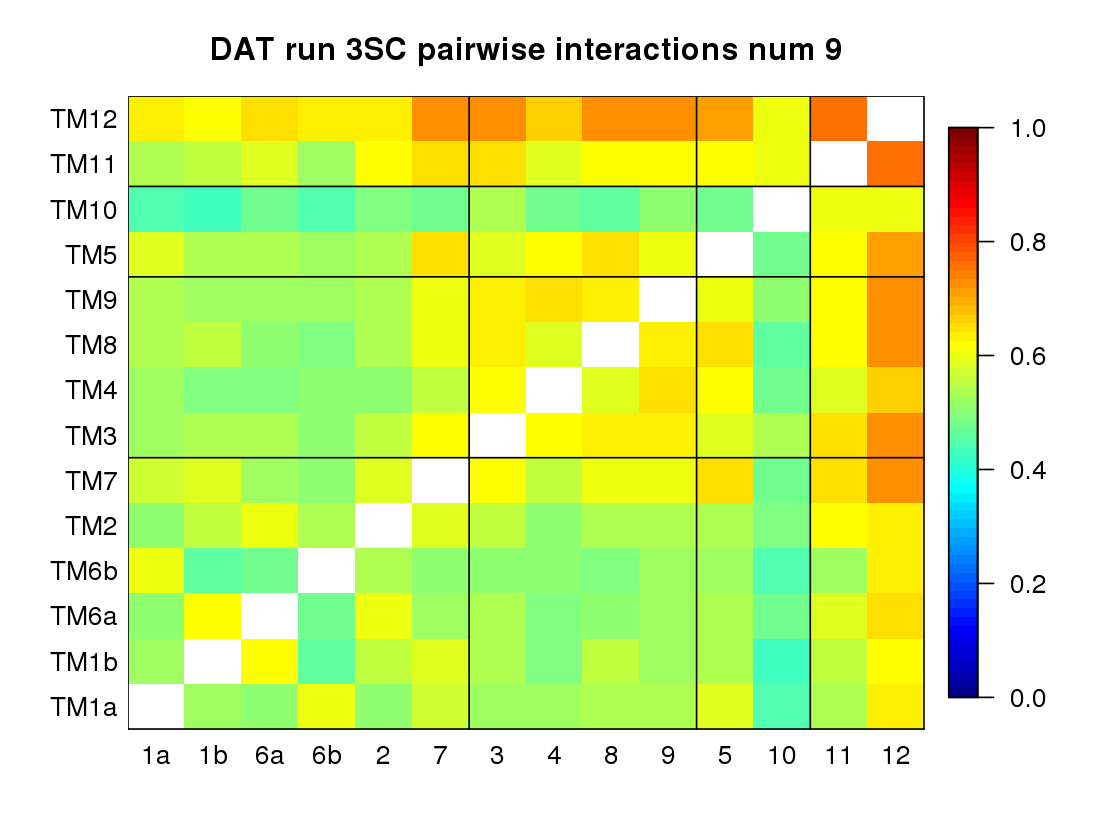 DAT run 3SC pairwise interactions num 9
TM12
TM11
TM10
TM5
TM9
TM8
TM4
TM3
TM7
TM2
TM6b
TM6a
TM1b
TM1a
1a 1b 6a 6b 2 7 3 4 8 9 5 10 11 12
1.0
0.8
0.6
0.4
0.2
0.0